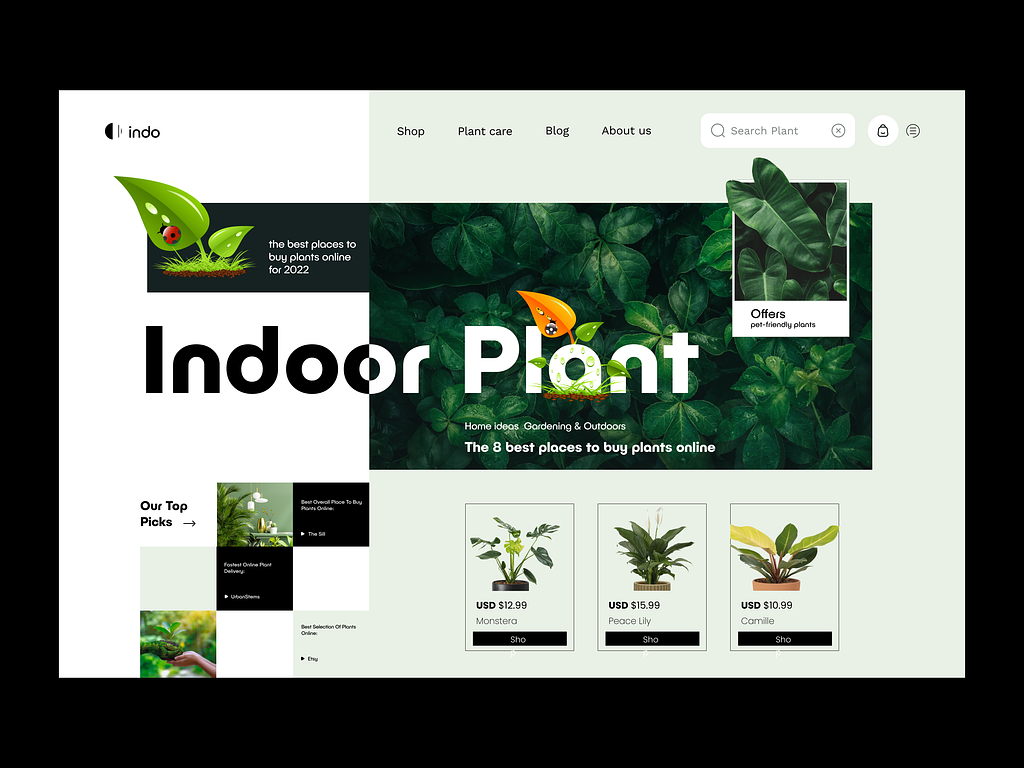 indo
Shop
Plant care
Blog
About us
Search Plant
the best places to
buy plants online
for 2022
Offers
pet-friendly plants
Indoor Plant
Home ideas Gardening & Outdoors
The 8 best places to buy plants online
Our Top
Picks
Best Overall Place To Buy
Plants Online:
The Sill
Fastest Online Plant
Delivery:
UrbanStems
Best Selection Of Plants
Online:
Etsy
USD $12.99
Monstera
Sho
USD $15.99
Peace Lily
Sho
USD $10.99
Camille
Sho